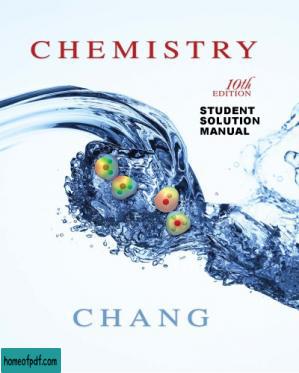 CHEMISTRY
10th
EDITION
STUDENT
SOLUTION
MANUAL
CHANG
homeofpdf.com